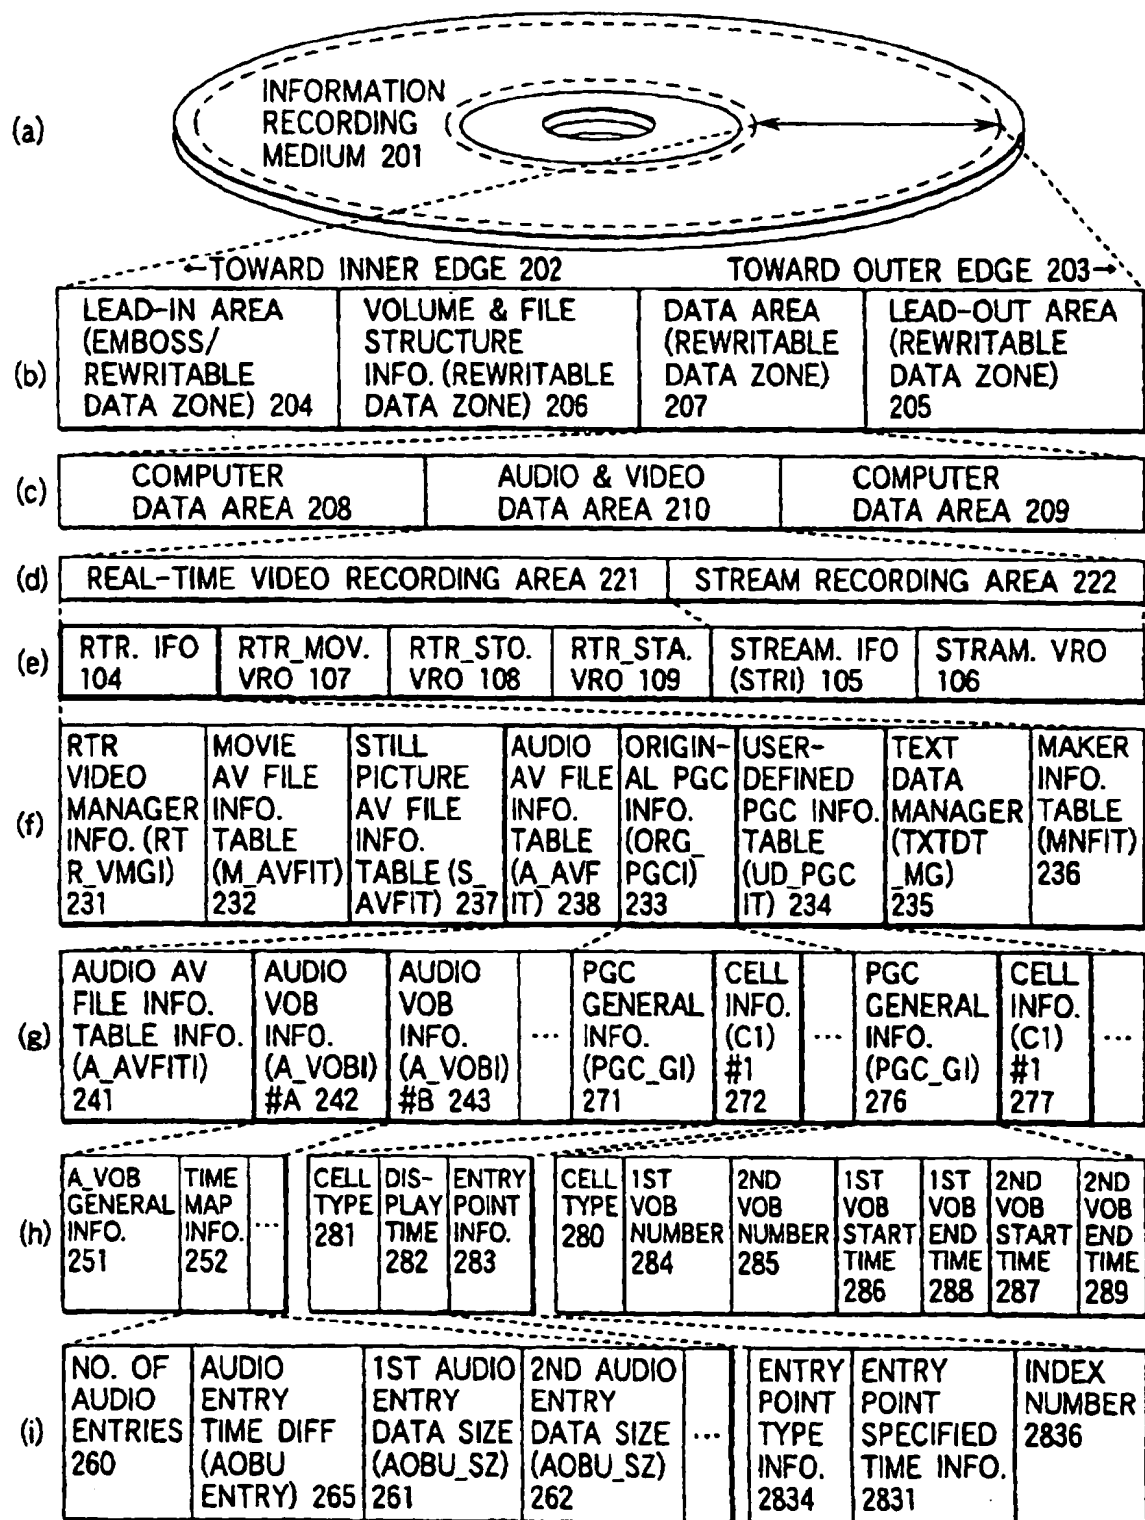 (a)
INFORMATION
RECORDING
MEDIUM 201
←TOWARD INNER EDGE 202
TOWARD OUTER EDGE 203→
(b)
LEAD-IN AREA
(EMBOSS/
REWRITABLE
DATA ZONE) 204
VOLUME & FILE
STRUCTURE
INFO. (REWRITABLE
DATA ZONE) 206
DATA AREA
(REWRITABLE
DATA ZONE)
207
LEAD-OUT AREA
(REWRITABLE
DATA ZONE)
205
(c)
COMPUTER
DATA AREA 208
AUDIO & VIDEO
DATA AREA 210
COMPUTER
DATA AREA 209
(d)
REAL-TIME VIDEO RECORDING AREA 221
STREAM RECORDING AREA 222
(e)
RTR. IFO
104
RTR_MOV.
VRO 107
RTR_STO.
VRO 108
RTR_STA.
VRO 109
STREAM. IFO
(STRI) 105
STRAM. VRO
106
(f)
RTR
VIDEO
MANAGER
INFO. (RT
R_VMGI)
231
MOVIE
AV FILE
INFO.
TABLE
(M_AVFIT)
232
STILL
PICTURE
AV FILE
INFO.
TABLE (S_
AVFIT) 237
AUDIO
AV FILE
INFO.
TABLE
(A_AVF
IT) 238
ORIGIN-
AL PGC
INFO.
(ORG_
PGCI)
233
USER-
DEFINED
PGC INFO.
TABLE
(UD_PGC
IT) 234
TEXT
DATA
MANAGER
(TXTDT
_MG)
235
MAKER
INFO.
TABLE
(MNFIT)
236
(g)
AUDIO AV
FILE INFO.
TABLE INFO.
(A_AVFITI)
241
AUDIO
VOB
INFO.
(A_VOBI)
#A 242
AUDIO
VOB
INFO.
(A_VOBI)
#B 243
...
PGC
GENERAL
INFO.
(PGC_GI)
271
CELL
INFO.
(C1)
#1
272
...
PGC
GENERAL
INFO.
(PGC_GI)
276
CELL
INFO.
(C1)
#1
277
...
(h)
A_VOB
GENERAL
INFO.
251
TIME
MAP
INFO.
252
...
CELL
TYPE
281
DIS-
PLAY
TIME
282
ENTRY
POINT
INFO.
283
CELL
TYPE
280
1ST
VOB
NUMBER
284
2ND
VOB
NUMBER
285
1ST
VOB
START
TIME
286
1ST
VOB
END
TIME
288
2ND
VOB
START
TIME
287
2ND
VOB
END
TIME
289
(i)
NO. OF
AUDIO
ENTRIES
260
AUDIO
ENTRY
TIME DIFF
(AOBU
ENTRY) 265
1ST AUDIO
ENTRY
DATA SIZE
(AOBU_SZ)
261
2ND AUDIO
ENTRY
DATA SIZE
(AOBU_SZ)
262
...
ENTRY
POINT
TYPE
INFO.
2834
ENTRY
POINT
SPECIFIED
TIME INFO.
2831
INDEX
NUMBER
2836